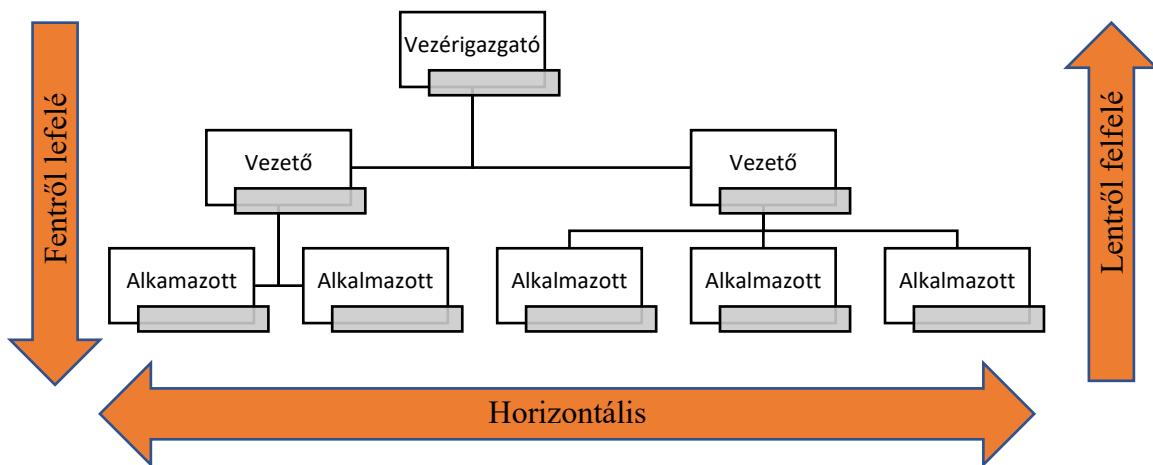 Vezérigazgató
Fentről lefelé
Lentről felfelé
Vezető
Vezető
Alkamazott
Alkalmazott
Alkalmazott
Alkalmazott
Alkalmazott
Horizontális